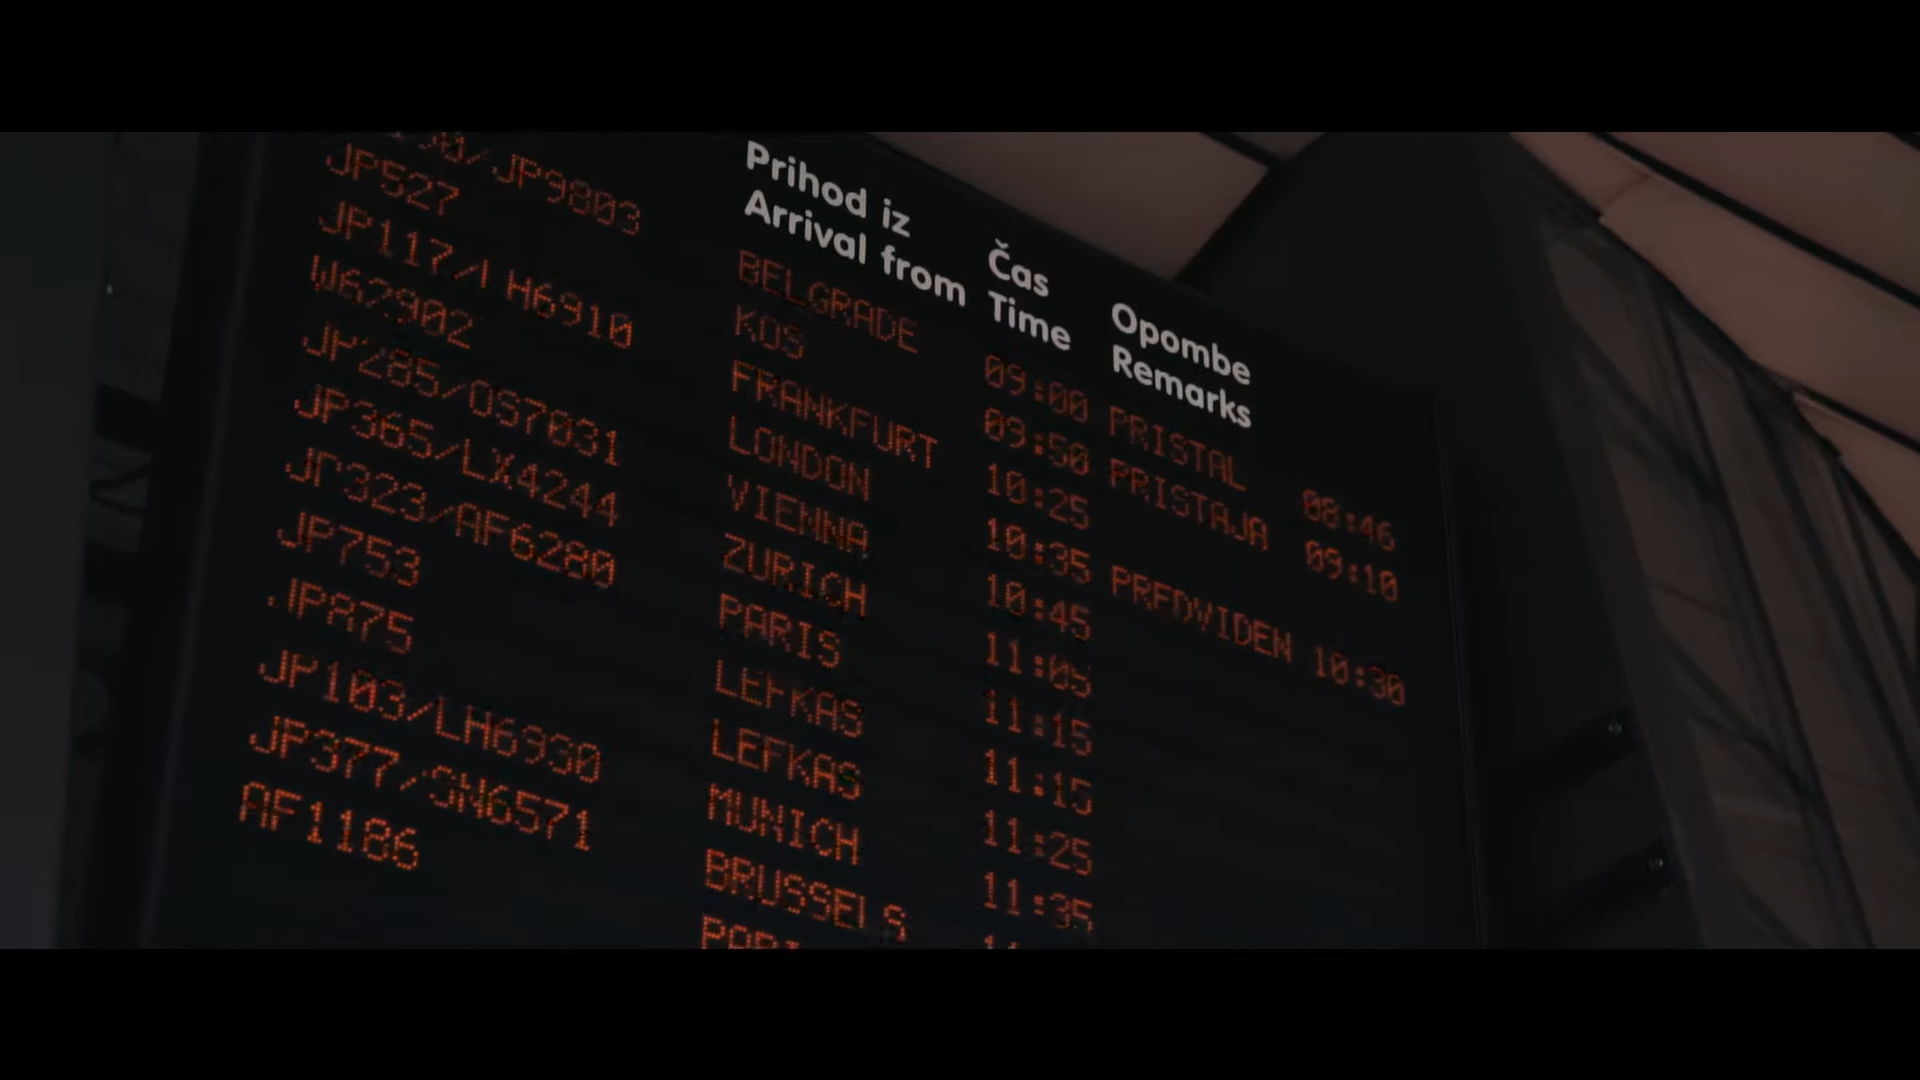 Prihod iz Čas Opombe
Arrival from Time Remarks
JP9803 BELGRADE 09:00 PRISTAL 08:46
JP527 KOS 09:50 PRISTAJA 09:10
JP117/LH6910 FRANKFURT 10:25
W62902 LONDON 10:35 PREDVIDEN 10:30
JP285/OS7031 VIENNA 10:45
JP365/LX4244 ZURICH 11:05
JP323/AF6280 PARIS 11:15
JP753 LEFKAS 11:15
JP875 LEFKAS 11:25
JP103/LH6930 MUNICH 11:35
JP377/SN6571 BRUSSELS
AF1186